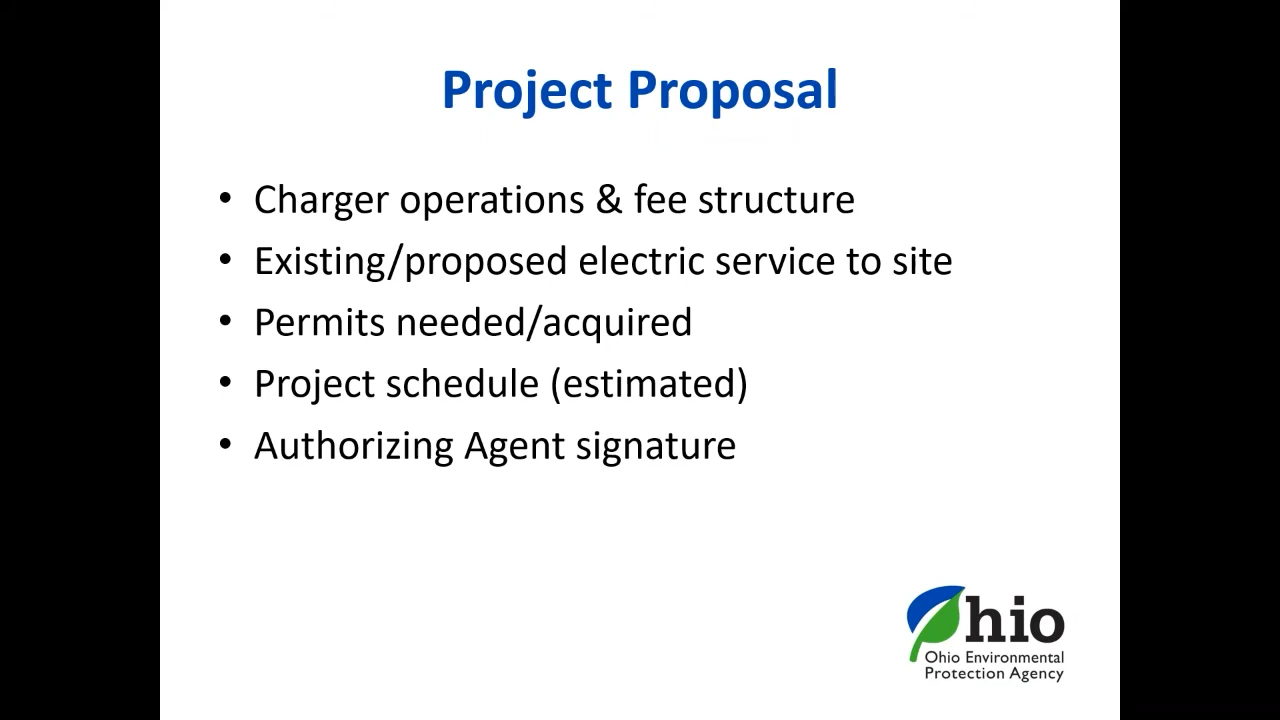 Project Proposal
• Charger operations & fee structure
• Existing/proposed electric service to site
• Permits needed/acquired
• Project schedule (estimated)
• Authorizing Agent signature
Ohio
Ohio Environmental
Protection Agency